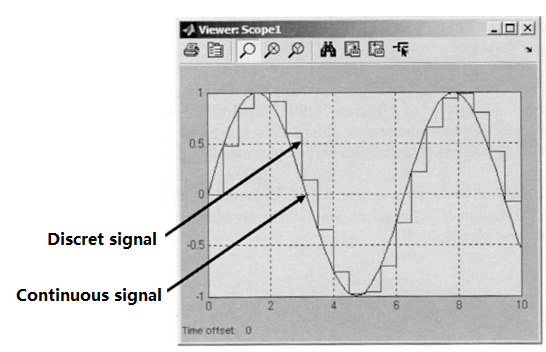 Viewer: Scope1
1
0.5
0
-0.5
-1
0 2 4 6 8 10
Discret signal
Continuous signal
Time offset: 0